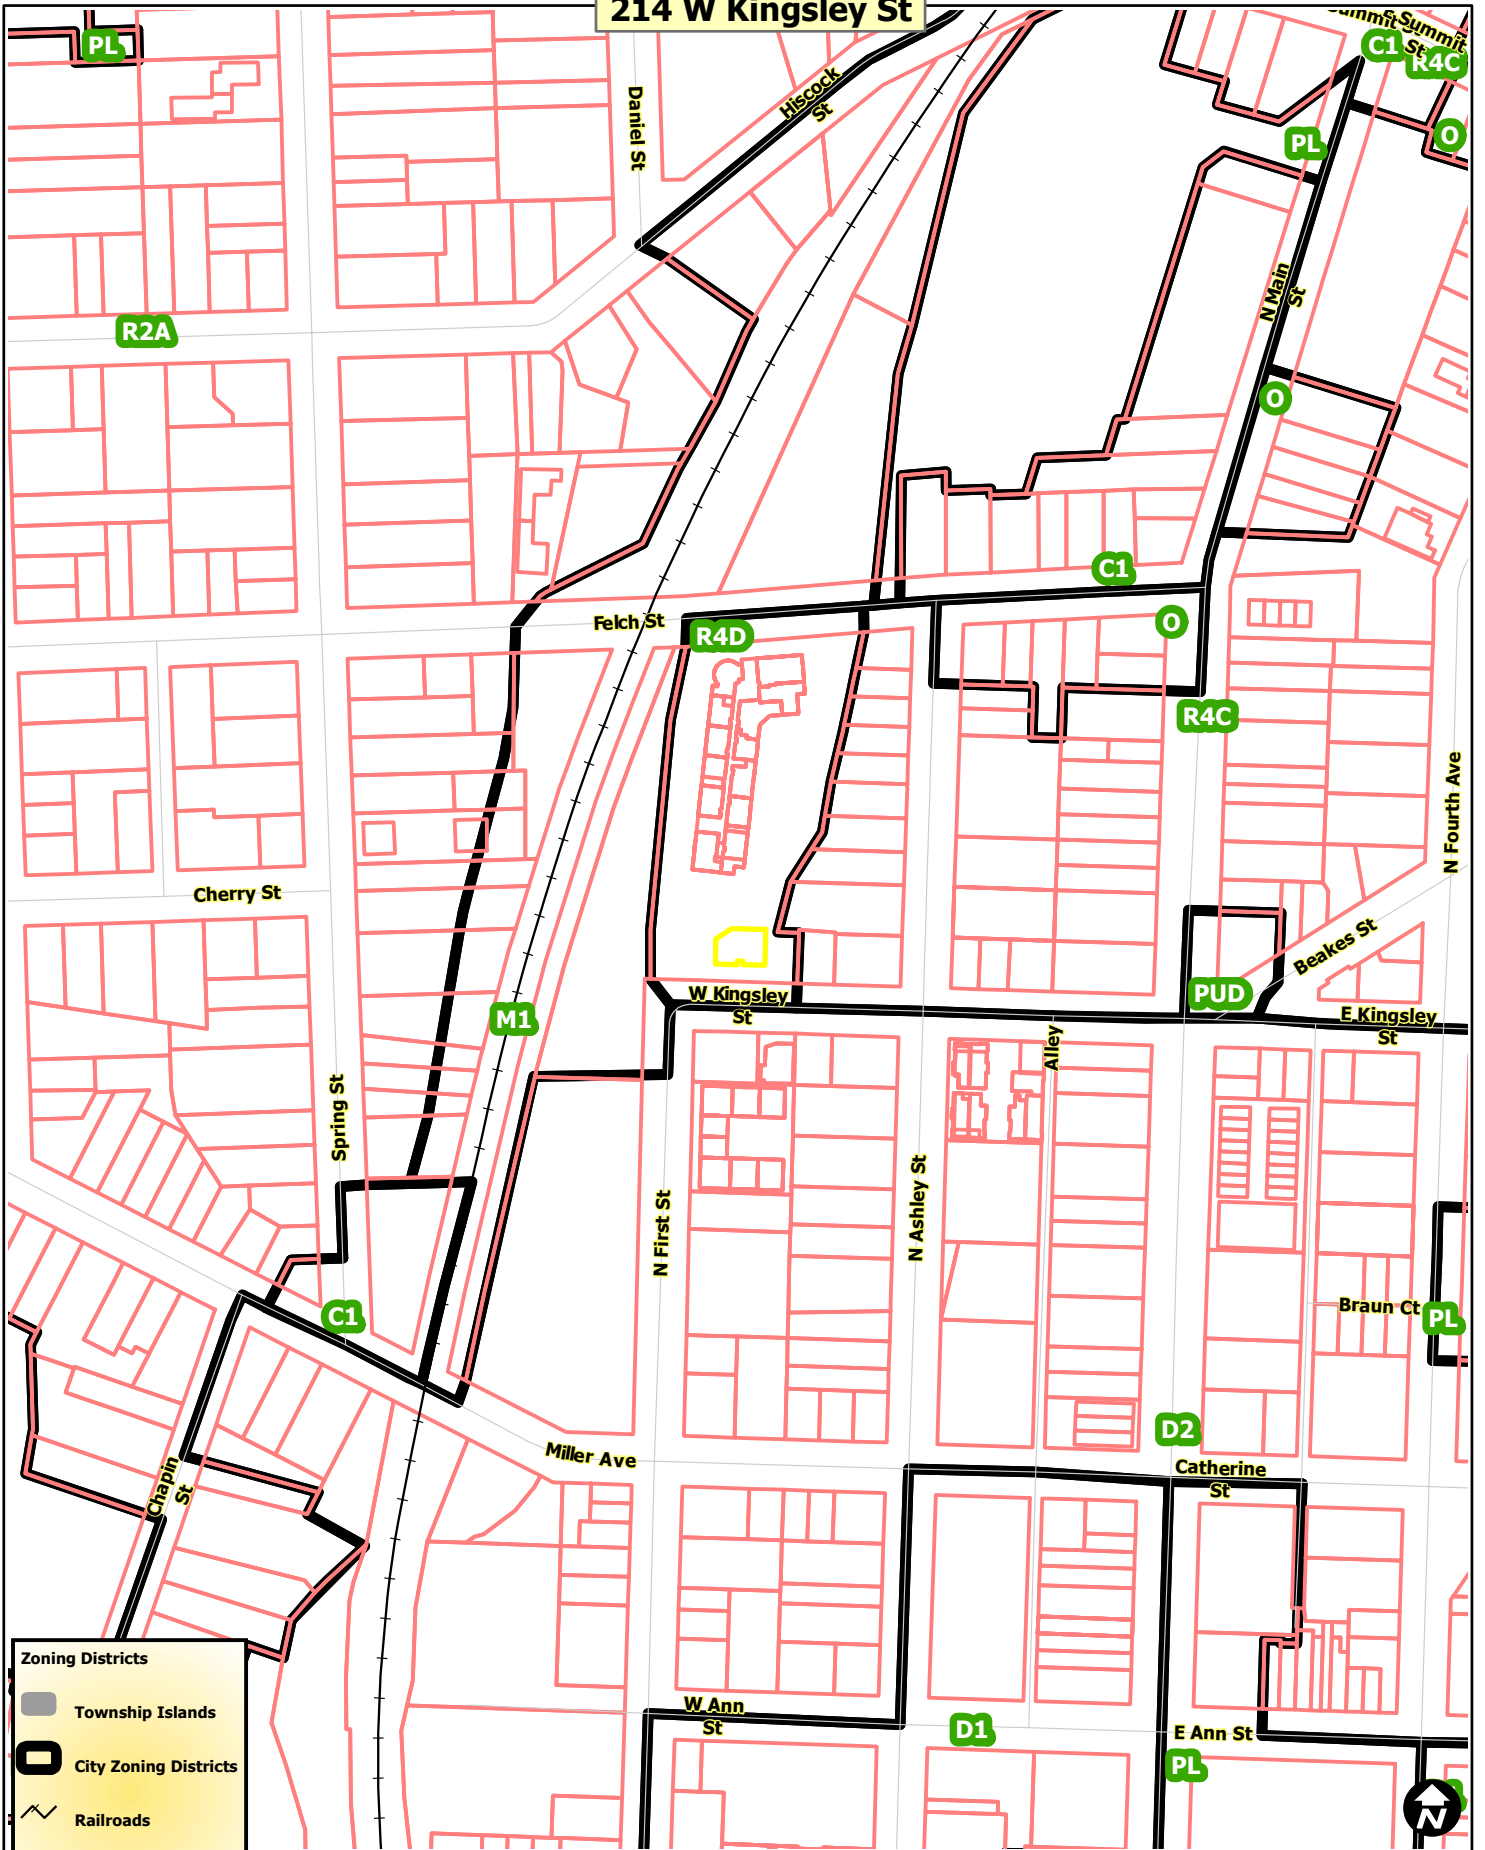 214 W Kingsley St
PL
Summit
St
E Summit
St
C1
R4C
Daniel St
Hiscock
St
PL
O
N Main
St
R2A
O
C1
Felch St
R4D
O
R4C
N Fourth Ave
Cherry St
Beakes St
W Kingsley
St
PUD
E Kingsley
St
M1
Alley
Spring St
N First St
N Ashley St
C1
Braun Ct
PL
D2
Miller Ave
Catherine
St
Chapin
St
W Ann
St
D1
E Ann St
PL
Zoning Districts
Township Islands
City Zoning Districts
Railroads
N